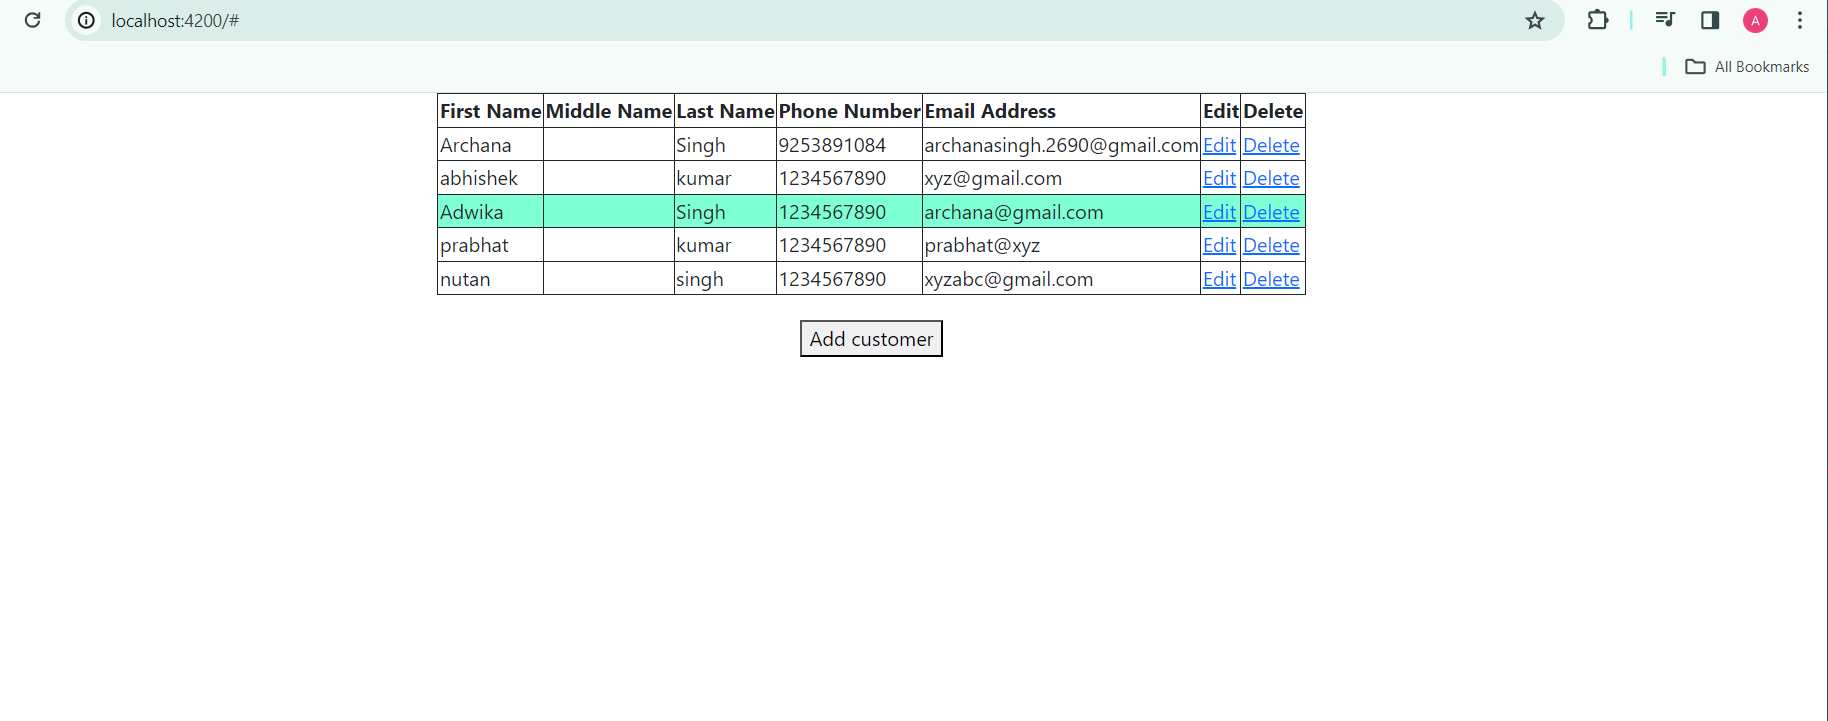 localhost:4200/#
A
All Bookmarks
First Name Middle Name Last Name Phone Number Email Address Edit Delete
Archana Singh 9253891084 archanasingh.2690@gmail.com Edit Delete
abhishek kumar 1234567890 xyz@gmail.com Edit Delete
Adwika Singh 1234567890 archana@gmail.com Edit Delete
prabhat kumar 1234567890 prabhat@xyz Edit Delete
nutan singh 1234567890 xyzabc@gmail.com Edit Delete
Add customer